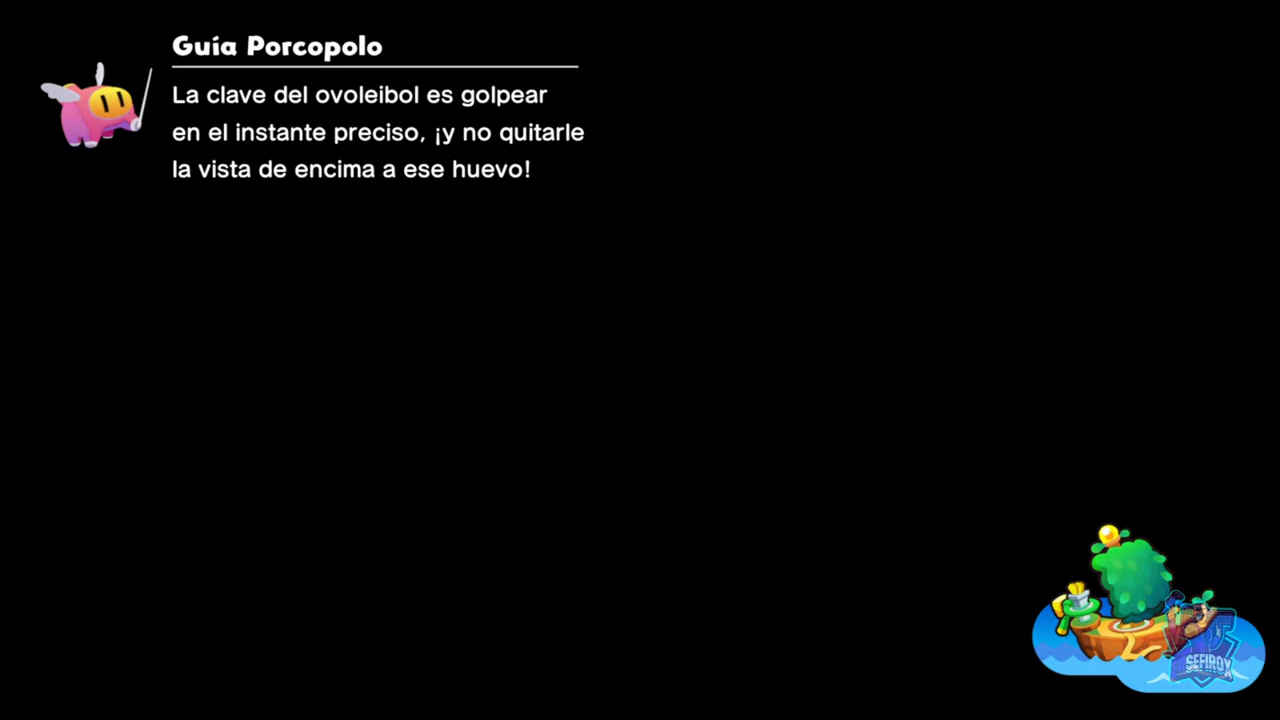 Guía Porcopolo
La clave del ovoleibol es golpear
en el instante preciso, ¡y no quitarle
la vista de encima a ese huevo!
SEFIROX